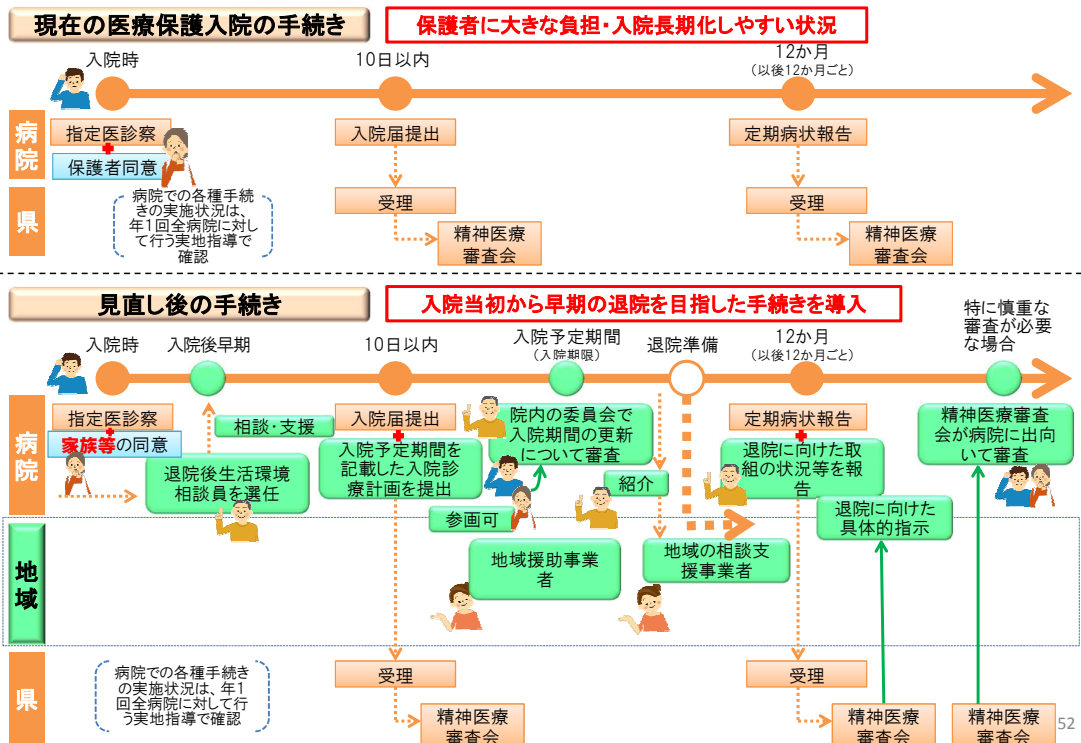 現在の医療保護入院の手続き
保護者に大きな負担・入院長期化しやすい状況
入院時
10日以内
12か月
(以後12か月ごと)
病院
指定医診察
保護者同意
入院届提出
定期病状報告
県
病院での各種手続
きの実施状況は、
年1回全病院に対し
て行う実地指導で
確認
受理
精神医療
審査会
受理
精神医療
審査会
見直し後の手続き
入院当初から早期の退院を目指した手続きを導入
入院時
入院後早期
10日以内
入院予定期間
(入院期限)
退院準備
12か月
(以後12か月ごと)
特に慎重な
審査が必要
な場合
病院
指定医診察
家族等の同意
相談・支援
退院後生活環境
相談員を選任
入院届提出
入院予定期間を
記載した入院診
療計画を提出
院内の委員会で
入院期間の更新
について審査
参画可
紹介
定期病状報告
退院に向けた取
組の状況等を報
告
退院に向けた
具体的指示
精神医療審査
会が病院に出向
いて審査
地域
地域援助事業
者
地域の相談支
援事業者
県
病院での各種手続き
の実施状況は、年1
回全病院に対して行
う実地指導で確認
受理
精神医療
審査会
受理
精神医療
審査会
精神医療
審査会
52